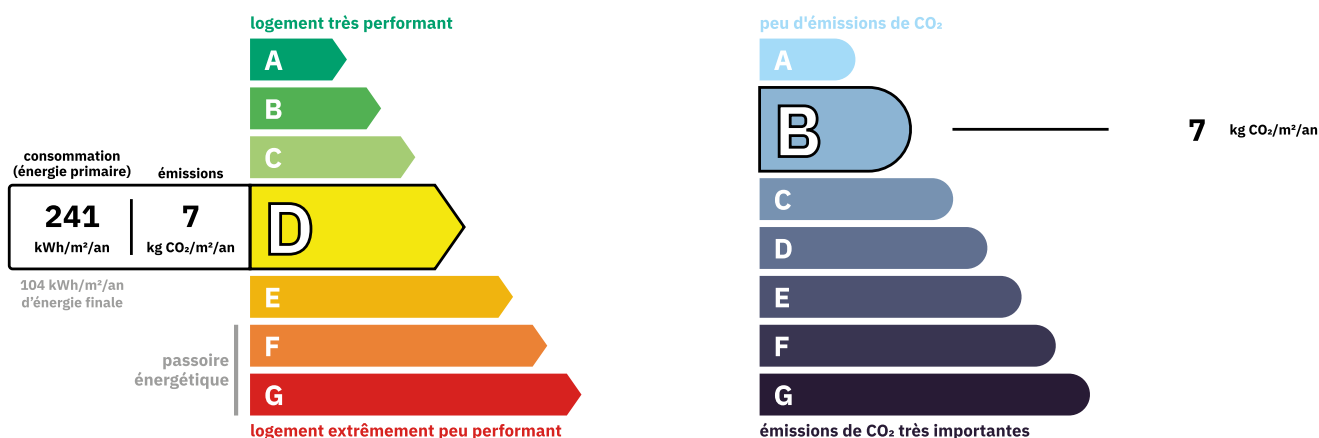 logement très performant
A
B
C
consommation
(énergie primaire)
émissions
241
kWh/m²/an
7
kg CO₂/m²/an
D
104 kWh/m²/an
d'énergie finale
E
passoire
énergétique
F
G
logement extrêmement peu performant
peu d'émissions de CO₂
A
B
7 kg CO₂/m²/an
C
D
E
F
G
émissions de CO₂ très importantes